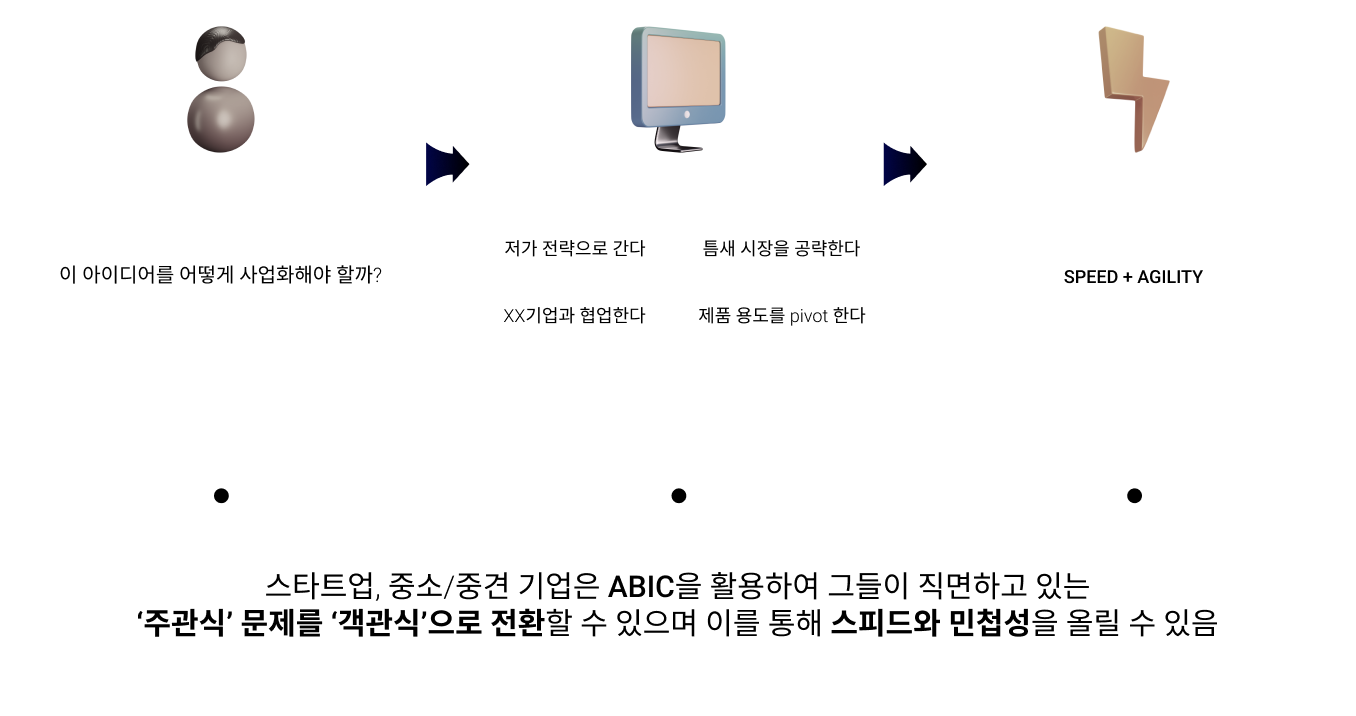 이 아이디어를 어떻게 사업화해야 할까?
저가 전략으로 간다
틈새 시장을 공략한다
XX기업과 협업한다
제품 용도를 pivot 한다
SPEED + AGILITY
스타트업, 중소/중견 기업은 ABIC을 활용하여 그들이 직면하고 있는
‘주관식’ 문제를 ‘객관식’으로 전환할 수 있으며 이를 통해 스피드와 민첩성을 올릴 수 있음